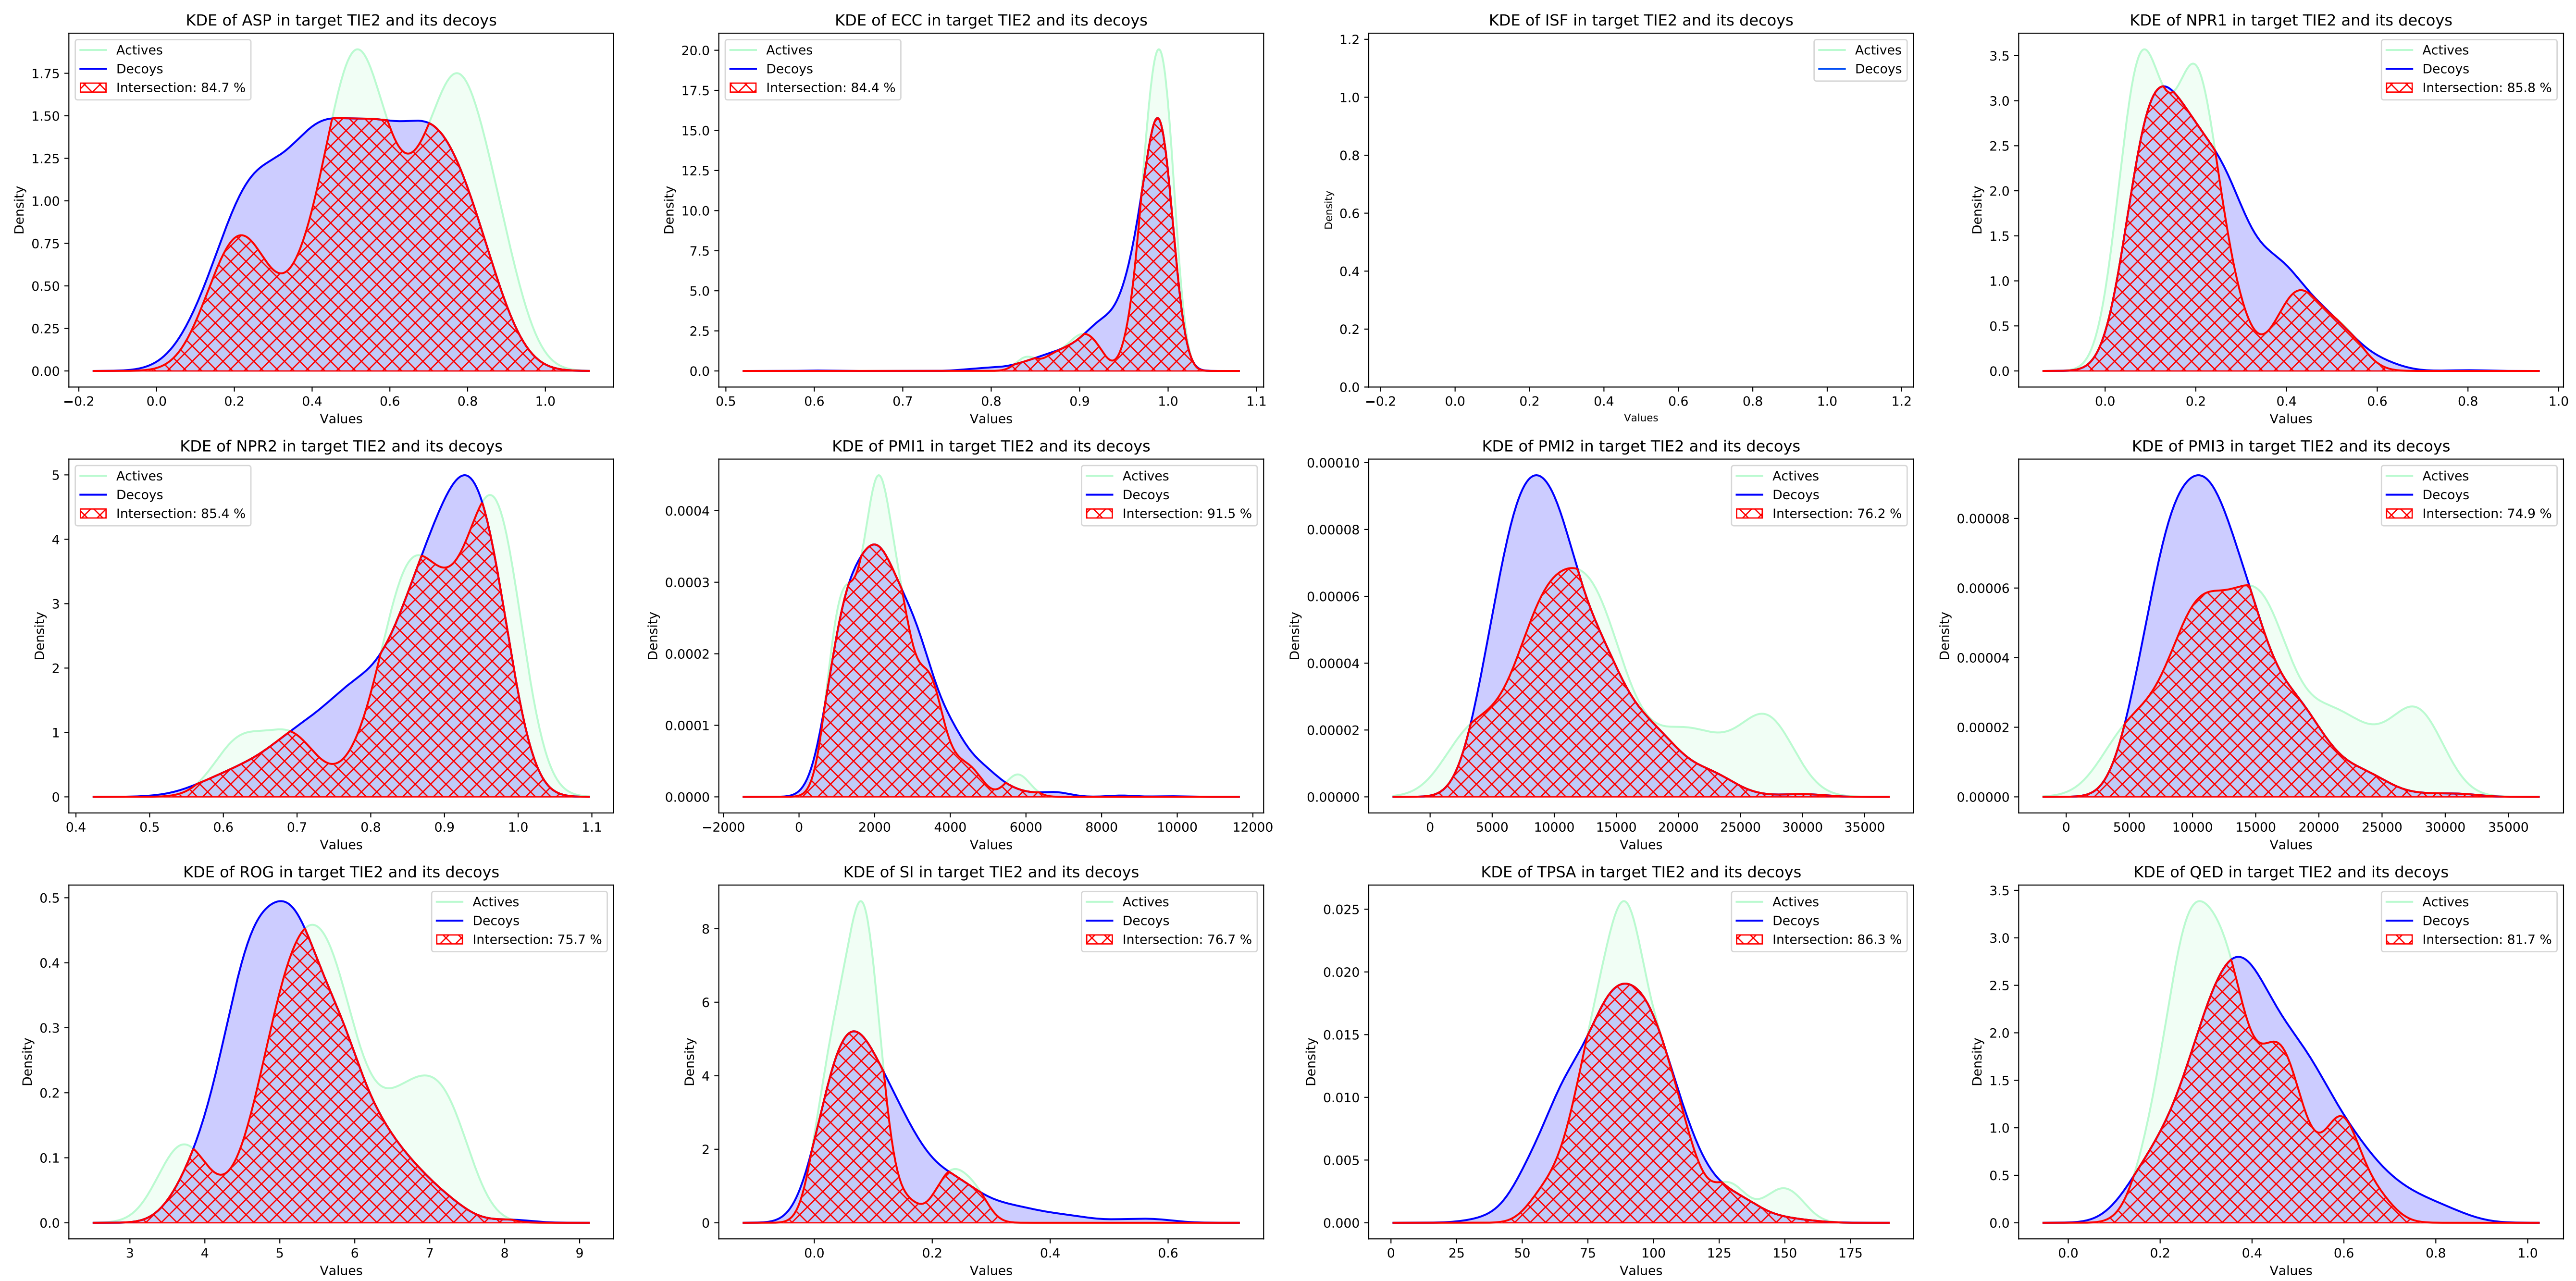 KDE of ASP in target TIE2 and its decoys
Actives
Decoys
Intersection: 84.7 %
Density
1.75
1.50
1.25
1.00
0.75
0.50
0.25
0.00
−0.2 0.0 0.2 0.4 0.6 0.8 1.0
Values
KDE of ECC in target TIE2 and its decoys
Actives
Decoys
Intersection: 84.4 %
Density
20.0
17.5
15.0
12.5
10.0
7.5
5.0
2.5
0.0
0.5 0.6 0.7 0.8 0.9 1.0 1.1
Values
KDE of ISF in target TIE2 and its decoys
Actives
Decoys
Density
1.2
1.0
0.8
0.6
0.4
0.2
0.0
−0.2 0.0 0.2 0.4 0.6 0.8 1.0 1.2
Values
KDE of NPR1 in target TIE2 and its decoys
Actives
Decoys
Intersection: 85.8 %
Density
3.5
3.0
2.5
2.0
1.5
1.0
0.5
0.0
0.0 0.2 0.4 0.6 0.8 1.0
Values
KDE of NPR2 in target TIE2 and its decoys
Actives
Decoys
Intersection: 85.4 %
Density
5
4
3
2
1
0
0.4 0.5 0.6 0.7 0.8 0.9 1.0 1.1
Values
KDE of PMI1 in target TIE2 and its decoys
Actives
Decoys
Intersection: 91.5 %
Density
0.0004
0.0003
0.0002
0.0001
0.0000
−2000 0 2000 4000 6000 8000 10000 12000
Values
KDE of PMI2 in target TIE2 and its decoys
Actives
Decoys
Intersection: 76.2 %
Density
0.00010
0.00008
0.00006
0.00004
0.00002
0.00000
0 5000 10000 15000 20000 25000 30000 35000
Values
KDE of PMI3 in target TIE2 and its decoys
Actives
Decoys
Intersection: 74.9 %
Density
0.00008
0.00006
0.00004
0.00002
0.00000
0 5000 10000 15000 20000 25000 30000 35000
Values
KDE of ROG in target TIE2 and its decoys
Actives
Decoys
Intersection: 75.7 %
Density
0.5
0.4
0.3
0.2
0.1
0.0
3 4 5 6 7 8 9
Values
KDE of SI in target TIE2 and its decoys
Actives
Decoys
Intersection: 76.7 %
Density
8
6
4
2
0
0.0 0.2 0.4 0.6
Values
KDE of TPSA in target TIE2 and its decoys
Actives
Decoys
Intersection: 86.3 %
Density
0.025
0.020
0.015
0.010
0.005
0.000
0 25 50 75 100 125 150 175
Values
KDE of QED in target TIE2 and its decoys
Actives
Decoys
Intersection: 81.7 %
Density
3.5
3.0
2.5
2.0
1.5
1.0
0.5
0.0
0.0 0.2 0.4 0.6 0.8 1.0
Values